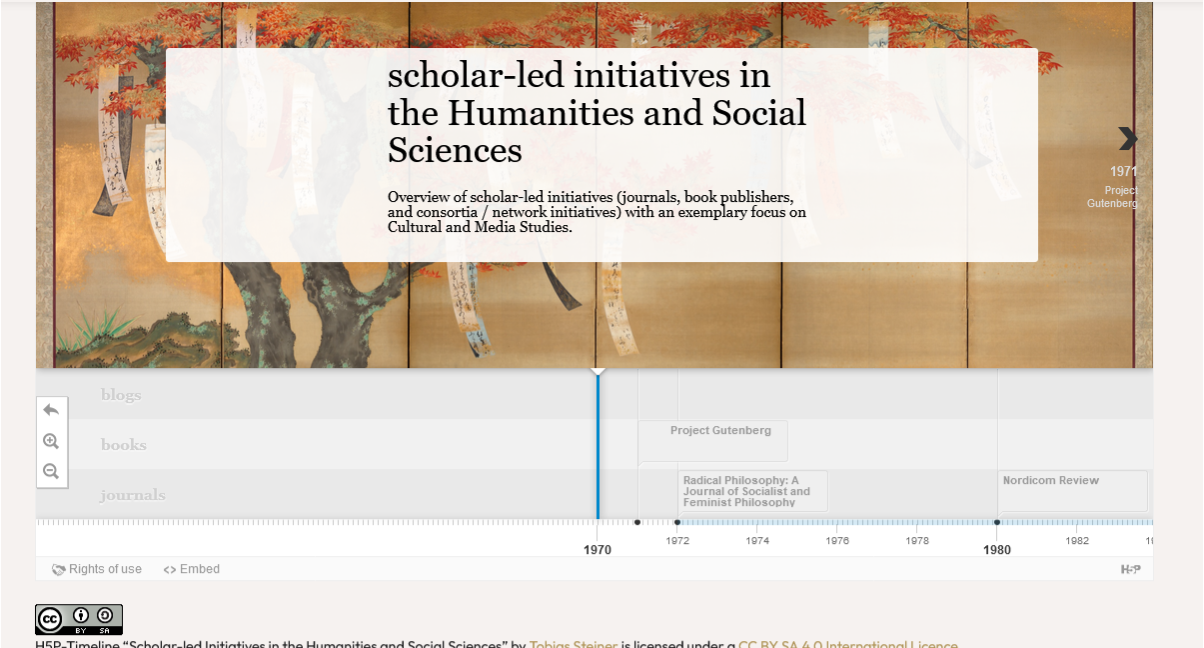 scholar-led initiatives in
the Humanities and Social
Sciences
Overview of scholar-led initiatives (journals, book publishers,
and consortia / network initiatives) with an exemplary focus on
Cultural and Media Studies.
1971
Project
Gutenberg
blogs
books
journals
Project Gutenberg
Radical Philosophy: A
Journal of Socialist and
Feminist Philosophy
Nordicom Review
1970
1972
1974
1976
1978
1980
1982
Rights of use
<> Embed
H5P
cc
BY SA
H5P-Timeline “Scholar-led Initiatives in the Humanities and Social Sciences” by Tobias Steiner is licensed under a CC BY SA 4.0 International Licence